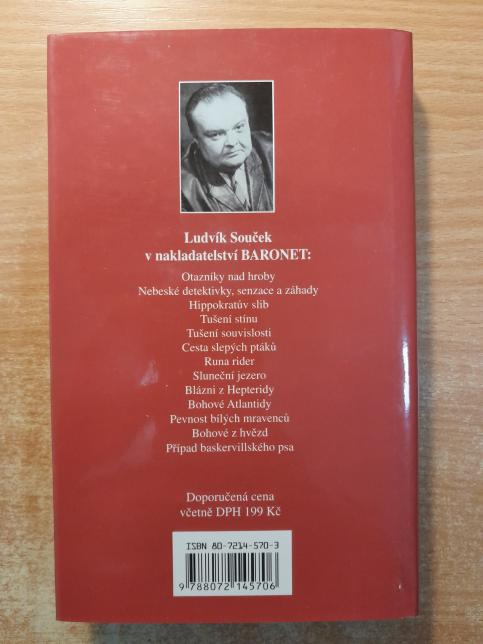 Ludvík Souček
v nakladatelství BARONET:
Otazníky nad hroby
Nebeské detektivky, senzace a záhady
Hippokratův slib
Tušení stínu
Tušení souvislosti
Cesta slepých ptáků
Runa rider
Sluneční jezero
Blázni z Hepteridy
Bohové Atlantidy
Pevnost bílých mravenců
Bohové z hvězd
Případ baskervillského psa
Doporučená cena
včetně DPH 199 Kč
ISBN 80-7214-570-3
9 788072 145706